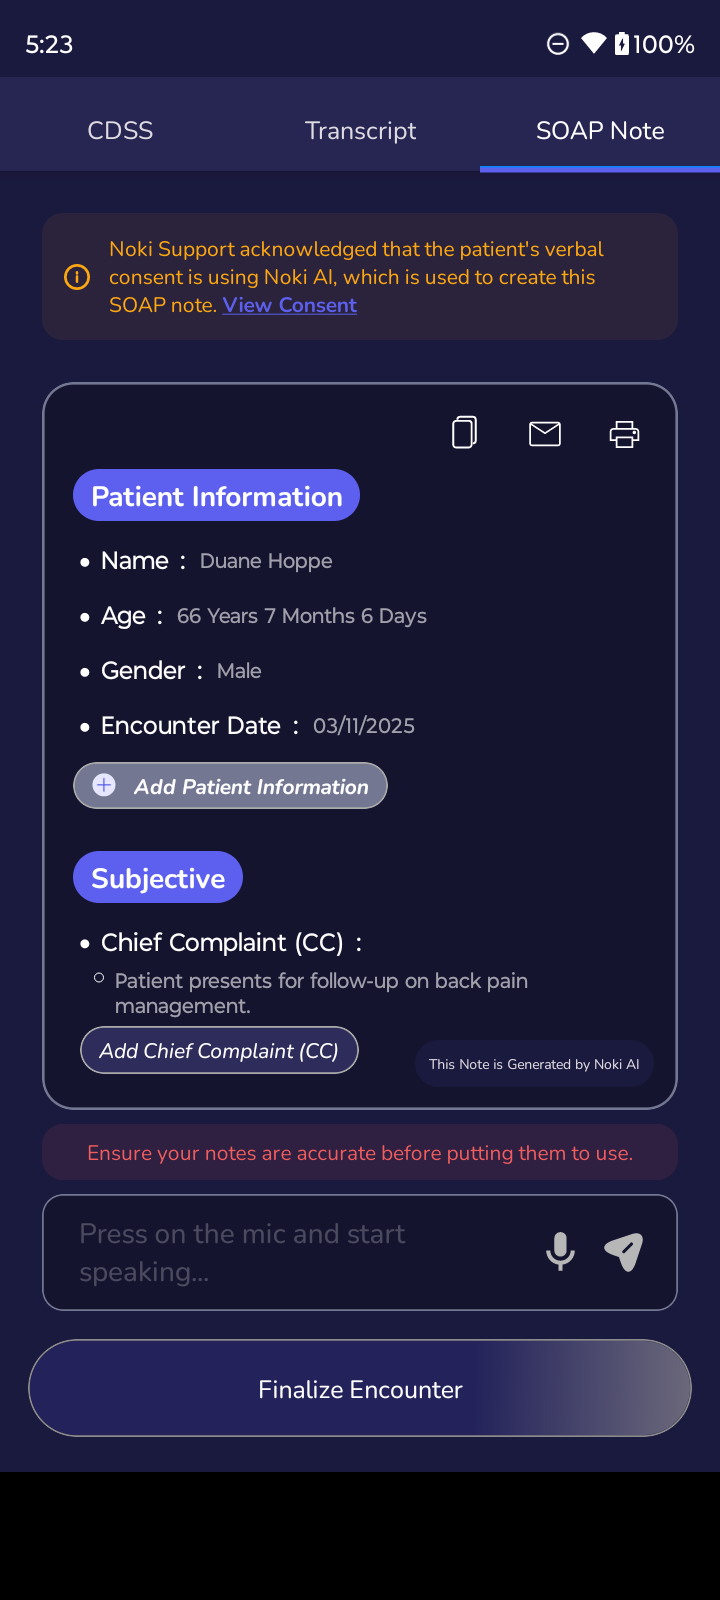 5:23
100%
CDSS
Transcript
SOAP Note
Noki Support acknowledged that the patient's verbal
consent is using Noki AI, which is used to create this
SOAP note. View Consent
Patient Information
• Name : Duane Hoppe
• Age : 66 Years 7 Months 6 Days
• Gender : Male
• Encounter Date : 03/11/2025
Add Patient Information
Subjective
• Chief Complaint (CC) :
○ Patient presents for follow-up on back pain
management.
Add Chief Complaint (CC)
This Note is Generated by Noki AI
Ensure your notes are accurate before putting them to use.
Press on the mic and start
speaking...
Finalize Encounter